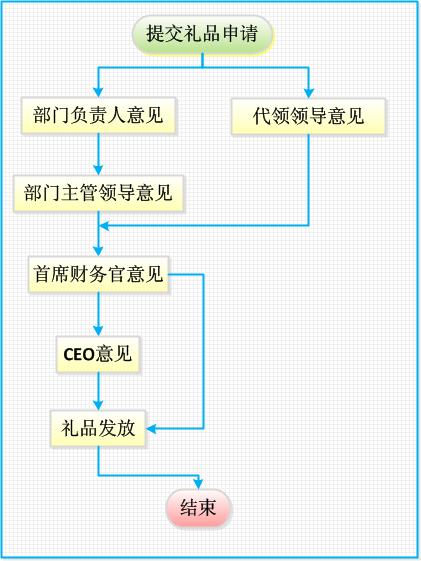 提交礼品申请
部门负责人意见
代领领导意见
部门主管领导意见
首席财务官意见
CEO意见
礼品发放
结束